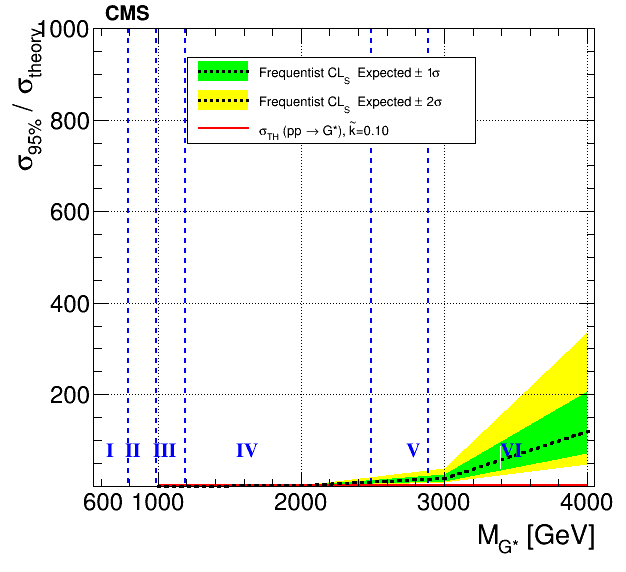 CMS
1000
800
600
400
200
σ95% / σtheory
Frequentist CLS Expected ± 1σ
Frequentist CLS Expected ± 2σ
σTH (pp → G*), k̃=0.10
I II III IV V VI
600 1000 2000 3000 4000
MG* [GeV]